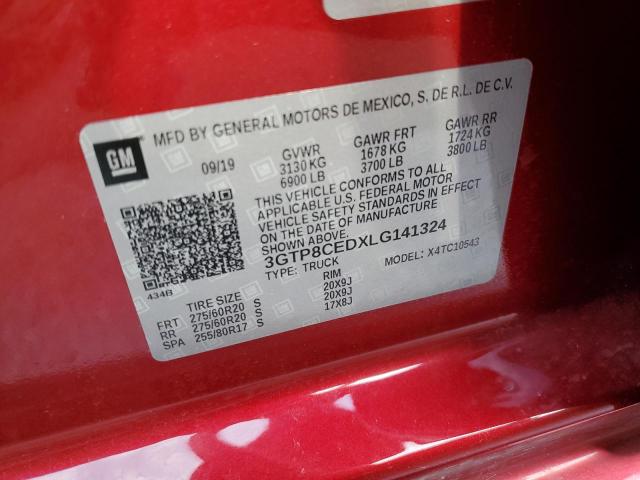 MFD BY GENERAL MOTORS DE MEXICO, S. DE R.L. DE C.V.
GM
09/19
GVWR
3130 KG
6900 LB
GAWR FRT
1678 KG
3700 LB
GAWR RR
1724 KG
3800 LB
THIS VEHICLE CONFORMS TO ALL
APPLICABLE U.S. FEDERAL MOTOR
VEHICLE SAFETY STANDARDS IN EFFECT
ON THE DATE OF MANUFACTURE
SHOWN ABOVE.
3GTP8CEDXLG141324
TYPE: TRUCK
MODEL: X4TC10543
434B
TIRE SIZE RIM
FRT 275/60R20 S 20X9J
RR 275/60R20 S 20X9J
SPA 255/80R17 S 17X8J